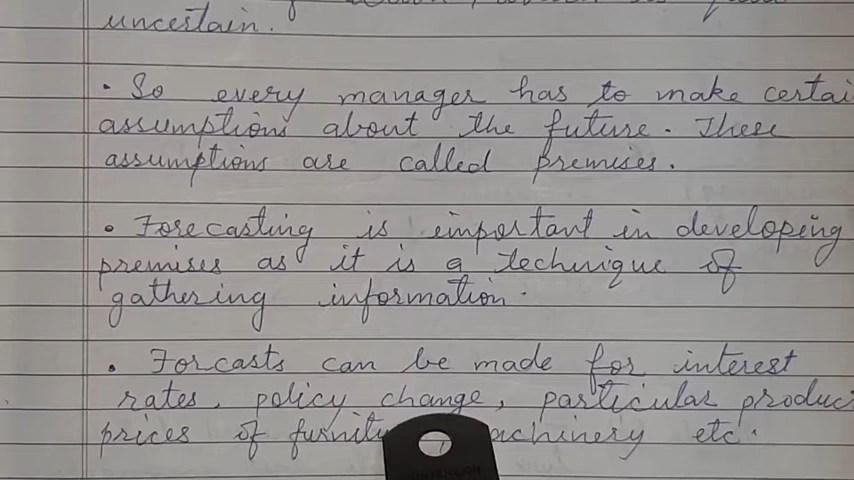 uncertain.
• So every manager has to make certai
assumptions about the future. These
assumptions are called premises.
• Forecasting is important in developing
premises as it is a technique of
gathering information.
• Forcasts can be made for interest
rates, policy change, particular produc
prices of furnitu achinery etc.